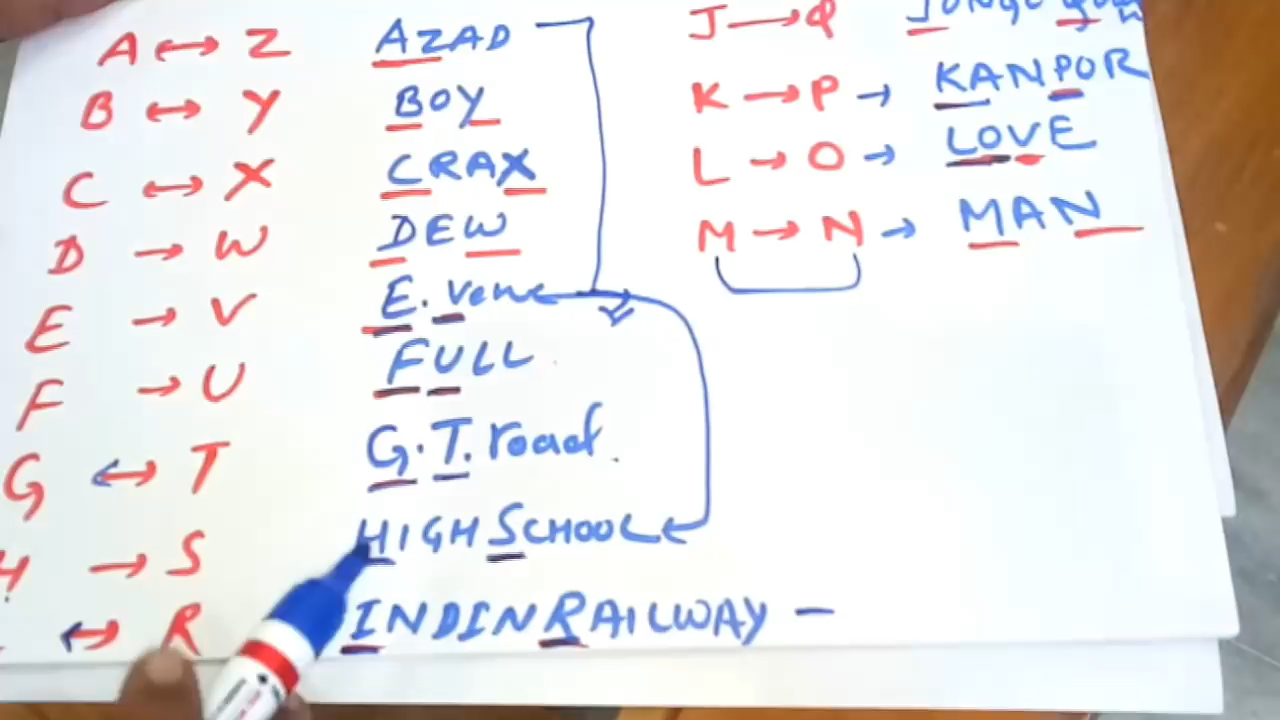 A ↔ Z AZAD
B ↔ Y BOY
C ↔ X CRAX
D → W DEW
E → V E. Vene
F → U FULL
G ↔ T G.T. road.
H → S HIGH SCHOOL
↔ R INDIN RAILWAY –
J → Q
K → P → KANPOR
L → O → LOVE
M → N → MAN